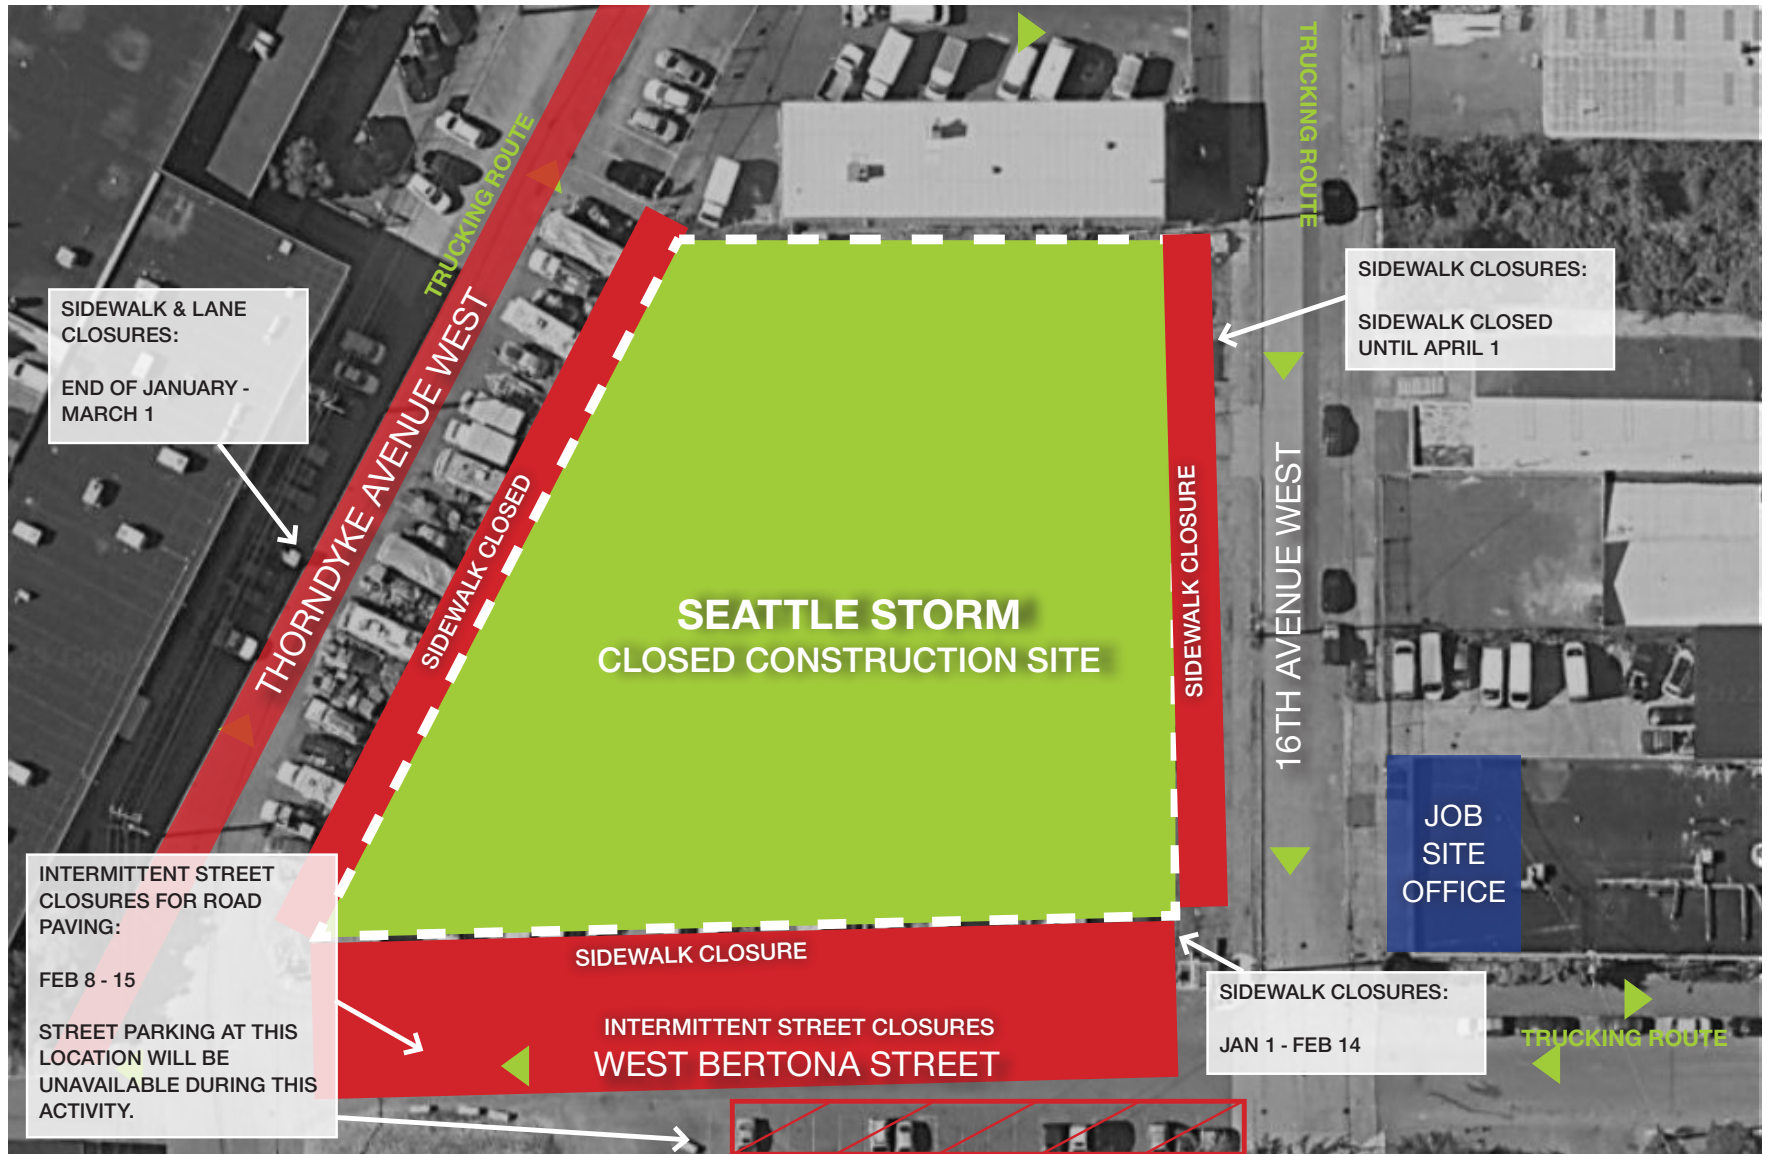 TRUCKING ROUTE
TRUCKING ROUTE
SIDEWALK & LANE
CLOSURES:
END OF JANUARY -
MARCH 1
SIDEWALK CLOSURES:
SIDEWALK CLOSED
UNTIL APRIL 1
THORNDYKE AVENUE WEST
SIDEWALK CLOSED
SEATTLE STORM
CLOSED CONSTRUCTION SITE
SIDEWALK CLOSURE
16TH AVENUE WEST
JOB
SITE
OFFICE
INTERMITTENT STREET
CLOSURES FOR ROAD
PAVING:
FEB 8 - 15
STREET PARKING AT THIS
LOCATION WILL BE
UNAVAILABLE DURING THIS
ACTIVITY.
SIDEWALK CLOSURE
INTERMITTENT STREET CLOSURES
WEST BERTONA STREET
SIDEWALK CLOSURES:
JAN 1 - FEB 14
TRUCKING ROUTE